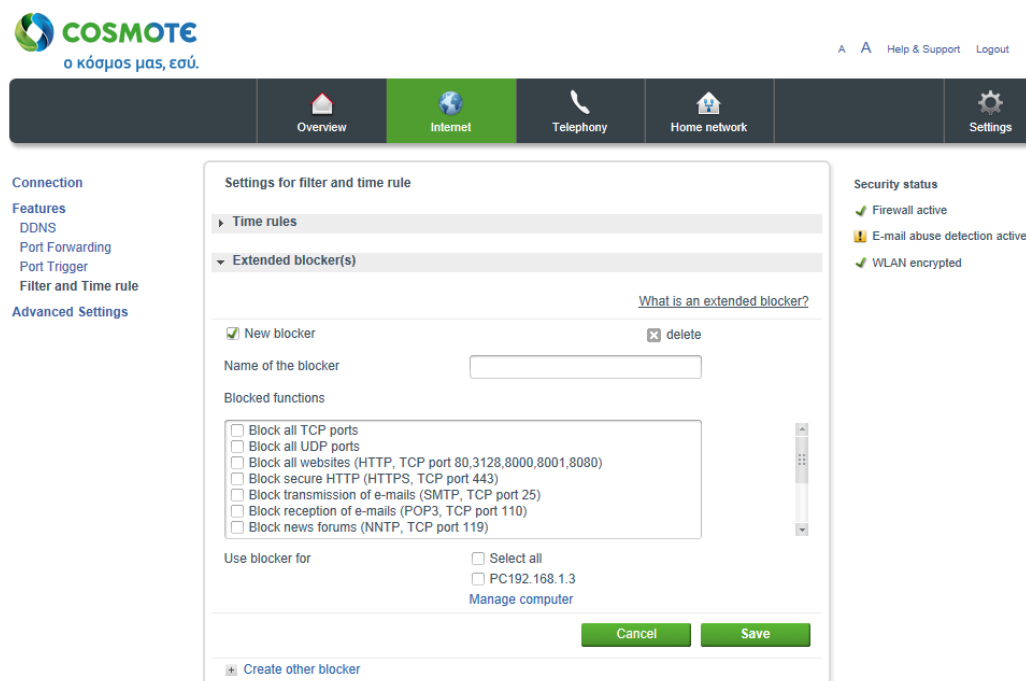 COSMOTE
ο κόσμος μας, εσύ.
A A Help & Support Logout
Overview
Internet
Telephony
Home network
Settings
Connection
Features
DDNS
Port Forwarding
Port Trigger
Filter and Time rule
Advanced Settings
Settings for filter and time rule
Time rules
Extended blocker(s)
What is an extended blocker?
New blocker
delete
Name of the blocker
Blocked functions
Block all TCP ports
Block all UDP ports
Block all websites (HTTP, TCP port 80,3128,8000,8001,8080)
Block secure HTTP (HTTPS, TCP port 443)
Block transmission of e-mails (SMTP, TCP port 25)
Block reception of e-mails (POP3, TCP port 110)
Block news forums (NNTP, TCP port 119)
Use blocker for
Select all
PC192.168.1.3
Manage computer
Cancel
Save
Create other blocker
Security status
Firewall active
E-mail abuse detection active
WLAN encrypted